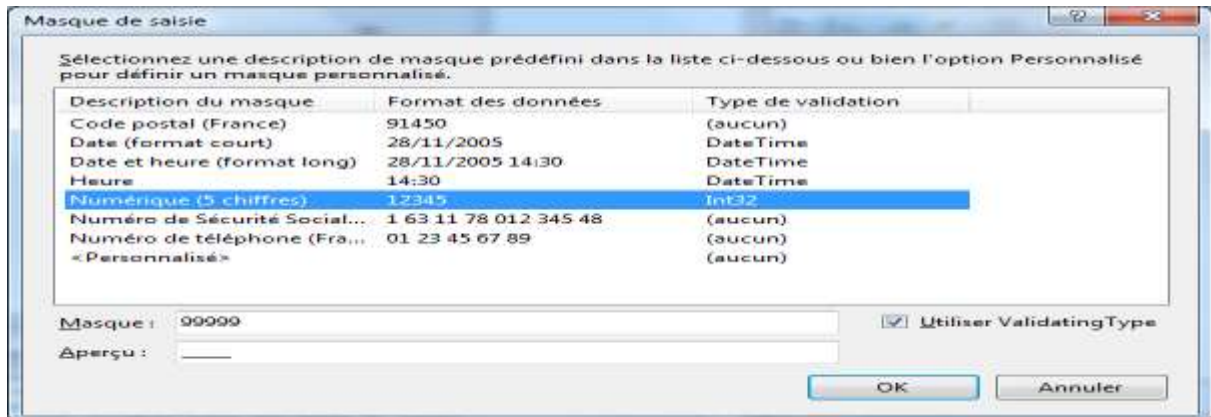 Masque de saisie
Sélectionnez une description de masque prédéfini dans la liste ci-dessous ou bien l'option Personnalisé
pour définir un masque personnalisé.
Description du masque Format des données Type de validation
Code postal (France) 91450 (aucun)
Date (format court) 28/11/2005 DateTime
Date et heure (format long) 28/11/2005 14:30 DateTime
Heure 14:30 DateTime
Numérique (5 chiffres) 12345 Int32
Numéro de Sécurité Social... 1 63 11 78 012 345 48 (aucun)
Numéro de téléphone (Fra... 01 23 45 67 89 (aucun)
<Personnalisé> (aucun)
Masque : 99999 Utiliser ValidatingType
Aperçu : _____
OK Annuler